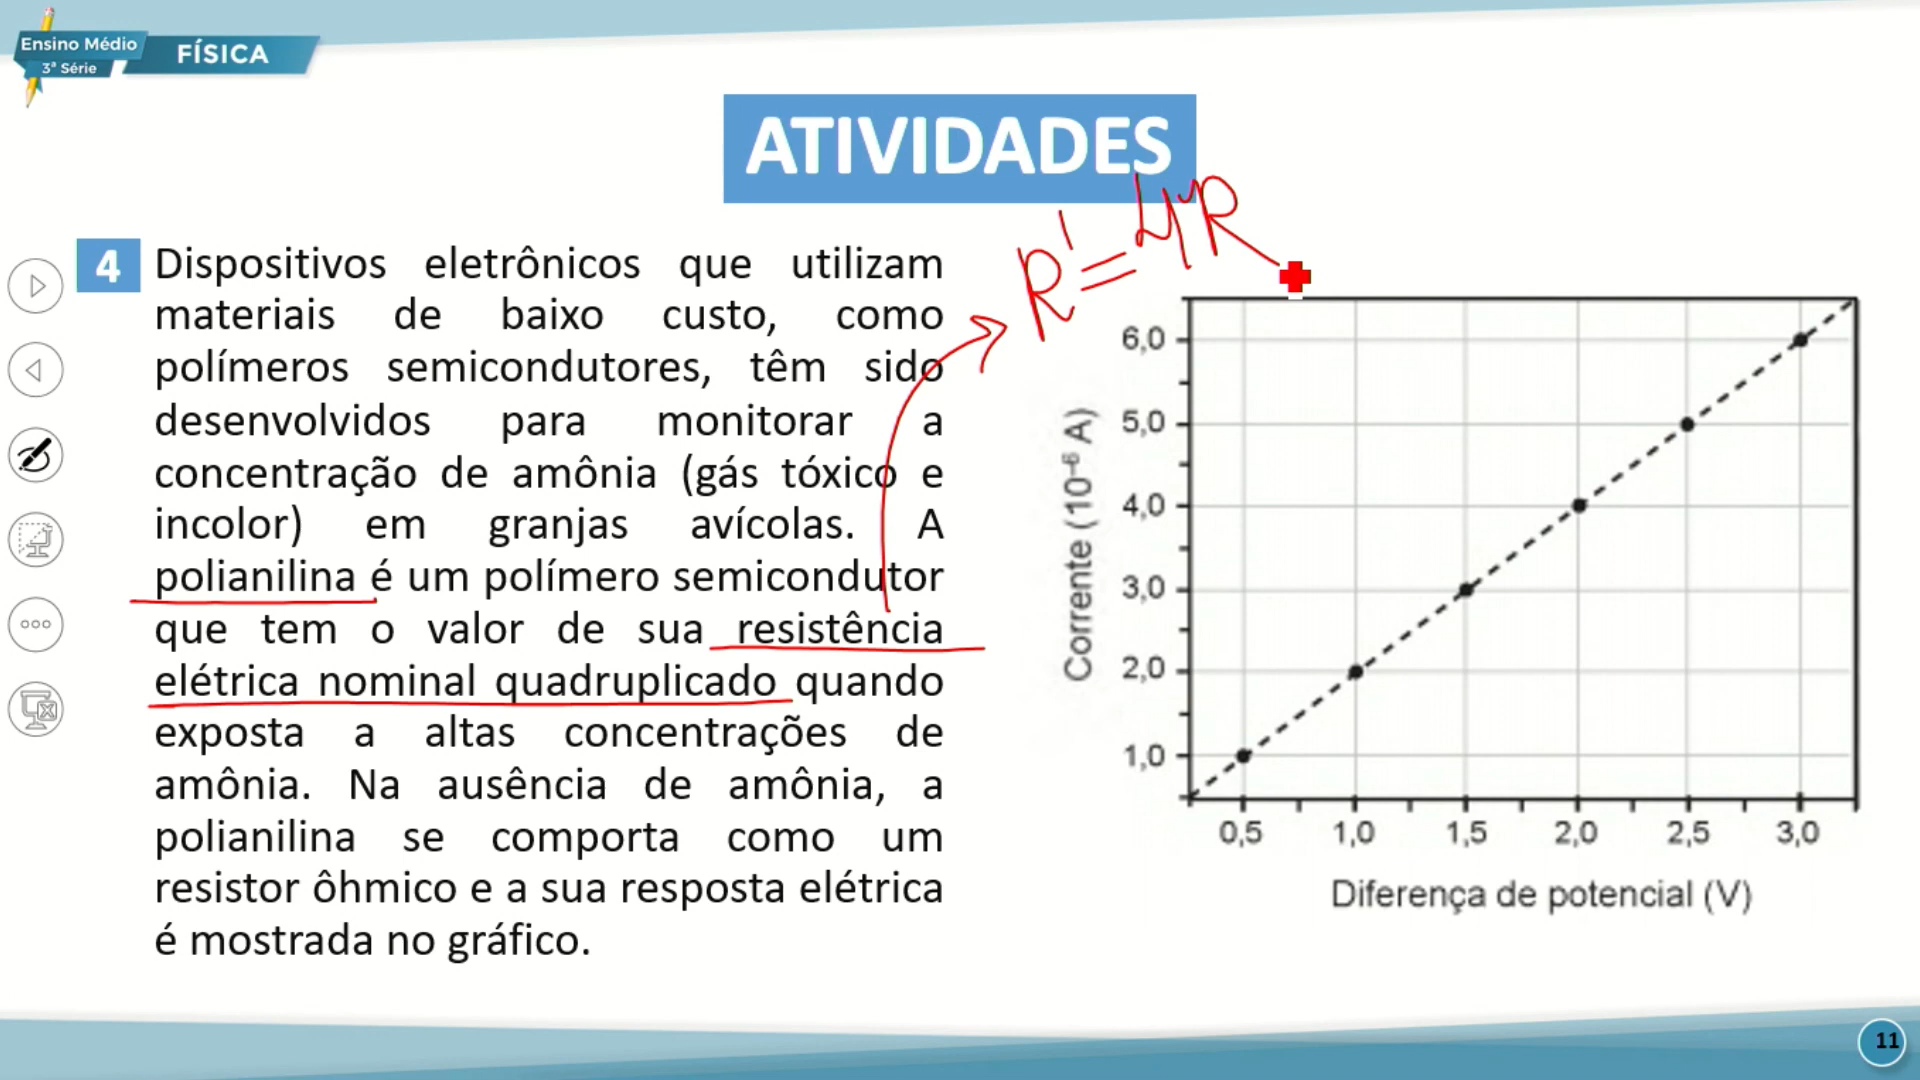 Ensino Médio
3ª Série
FÍSICA
ATIVIDADES
R' = 4R
4 Dispositivos eletrônicos que utilizam
materiais de baixo custo, como
polímeros semicondutores, têm sido
desenvolvidos para monitorar a
concentração de amônia (gás tóxico e
incolor) em granjas avícolas. A
polianilina é um polímero semicondutor
que tem o valor de sua resistência
elétrica nominal quadruplicado quando
exposta a altas concentrações de
amônia. Na ausência de amônia, a
polianilina se comporta como um
resistor ôhmico e a sua resposta elétrica
é mostrada no gráfico.
Corrente (10⁻⁶ A)
6,0
5,0
4,0
3,0
2,0
1,0
0,5 1,0 1,5 2,0 2,5 3,0
Diferença de potencial (V)
11